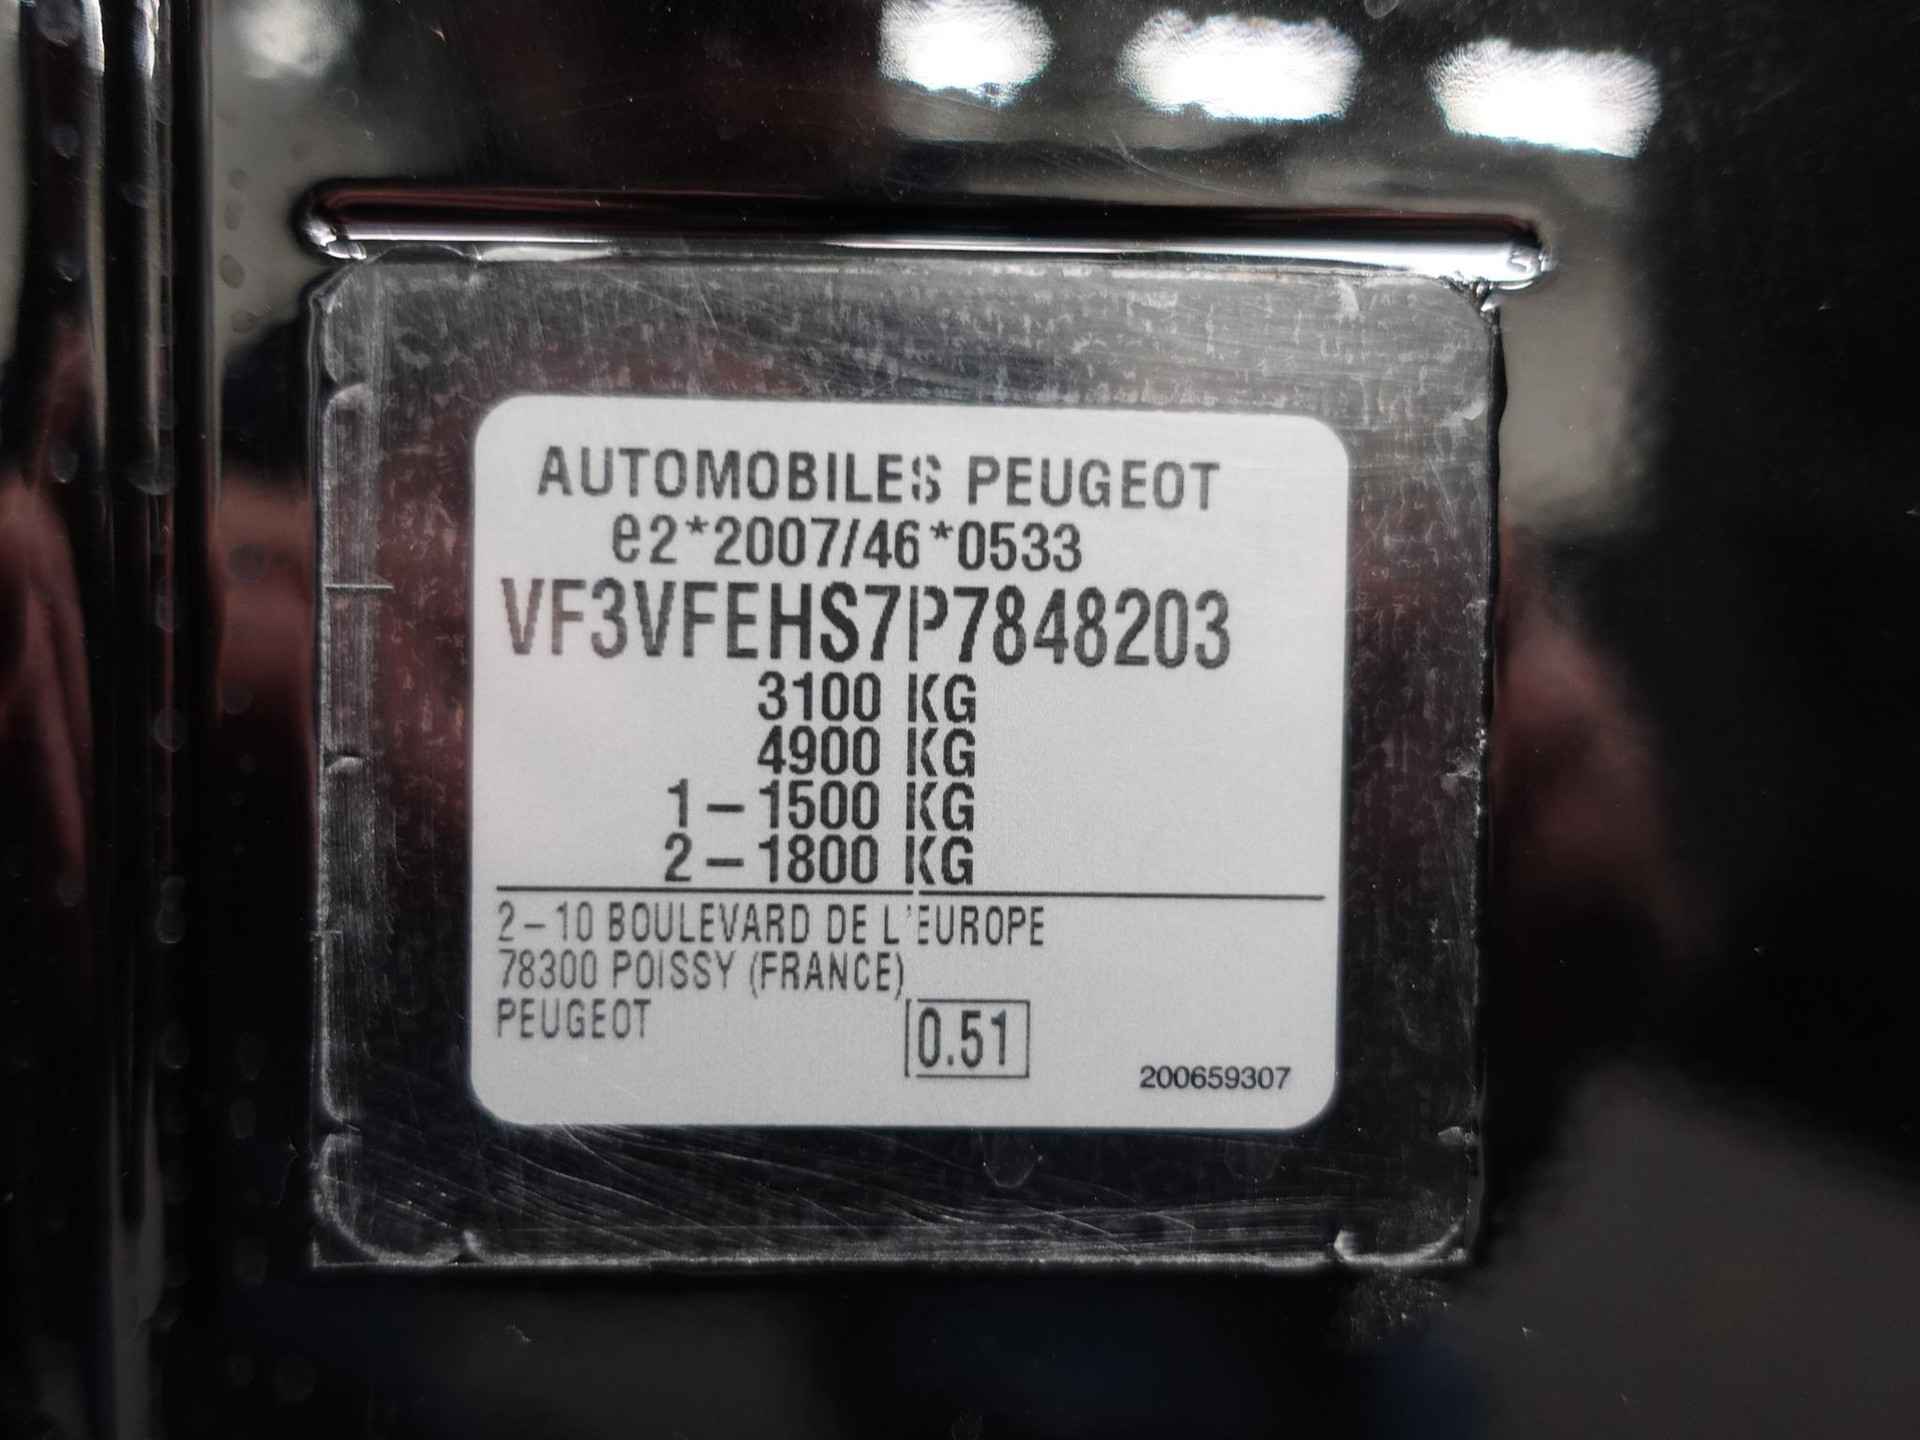 AUTOMOBILES PEUGEOT
e2*2007/46*0533
VF3VFEHS7P7848203
3100 KG
4900 KG
1-1500 KG
2-1800 KG
2-10 BOULEVARD DE L'EUROPE
78300 POISSY (FRANCE)
PEUGEOT
0.51
200659307